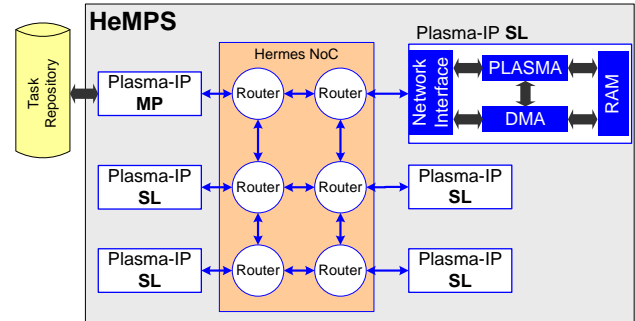 HeMPS
Task
Repository
Plasma-IP
MP
Plasma-IP
SL
Plasma-IP
SL
Hermes NoC
Router
Router
Router
Router
Router
Router
Plasma-IP SL
Network
Interface
PLASMA
DMA
RAM
Plasma-IP
SL
Plasma-IP
SL